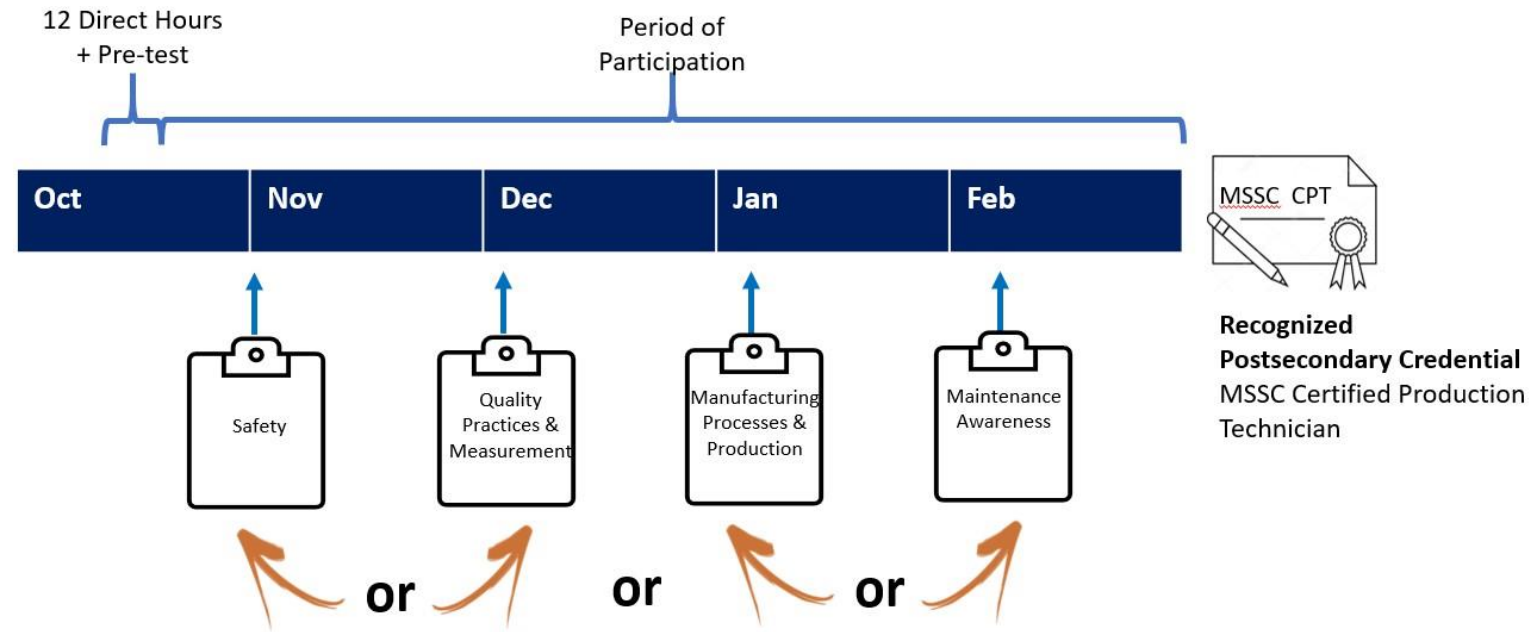 12 Direct Hours
+ Pre-test
Period of
Participation
Oct
Nov
Dec
Jan
Feb
MSSC CPT
Recognized
Postsecondary Credential
MSSC Certified Production
Technician
Safety
Quality
Practices &
Measurement
Manufacturing
Processes &
Production
Maintenance
Awareness
or
or
or